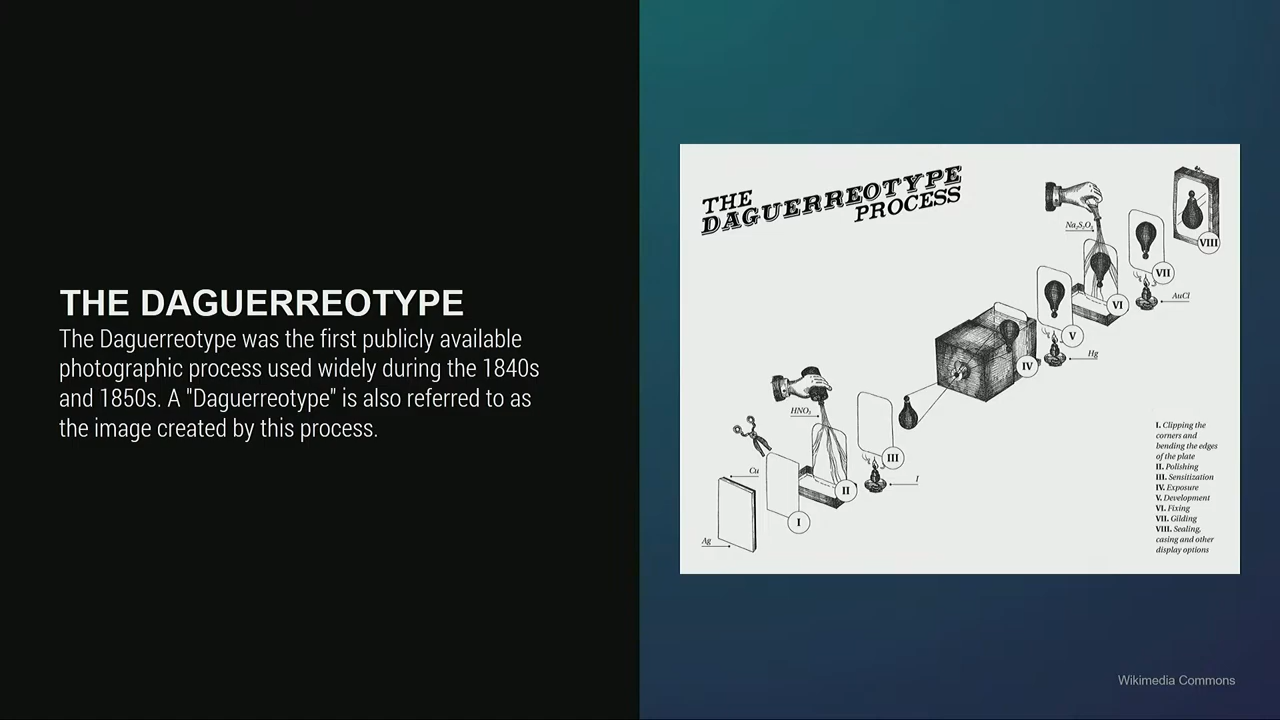 THE DAGUERREOTYPE
The Daguerreotype was the first publicly available
photographic process used widely during the 1840s
and 1850s. A "Daguerreotype" is also referred to as
the image created by this process.
THE
DAGUERREOTYPE
PROCESS
Na₂S₂O₃
VIII
VII
AuCl
VI
V
Hg
IV
HNO₃
III
I
Cu
II
I
Ag
I. Clipping the
corners and
bending the edges
of the plate
II. Polishing
III. Sensitization
IV. Exposure
V. Development
VI. Fixing
VII. Gilding
VIII. Sealing,
casing and other
display options
Wikimedia Commons